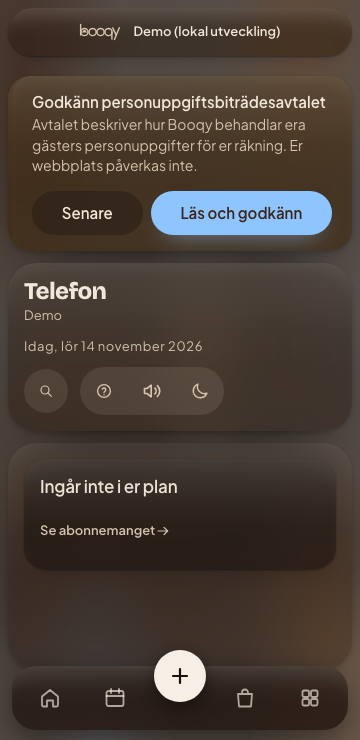 booqy Demo (lokal utveckling)
Godkänn personuppgiftsbiträdesavtalet
Avtalet beskriver hur Booqy behandlar era
gästers personuppgifter för er räkning. Er
webbplats påverkas inte.
Senare Läs och godkänn
Telefon
Demo
Idag, lör 14 november 2026
Ingår inte i er plan
Se abonnemanget →